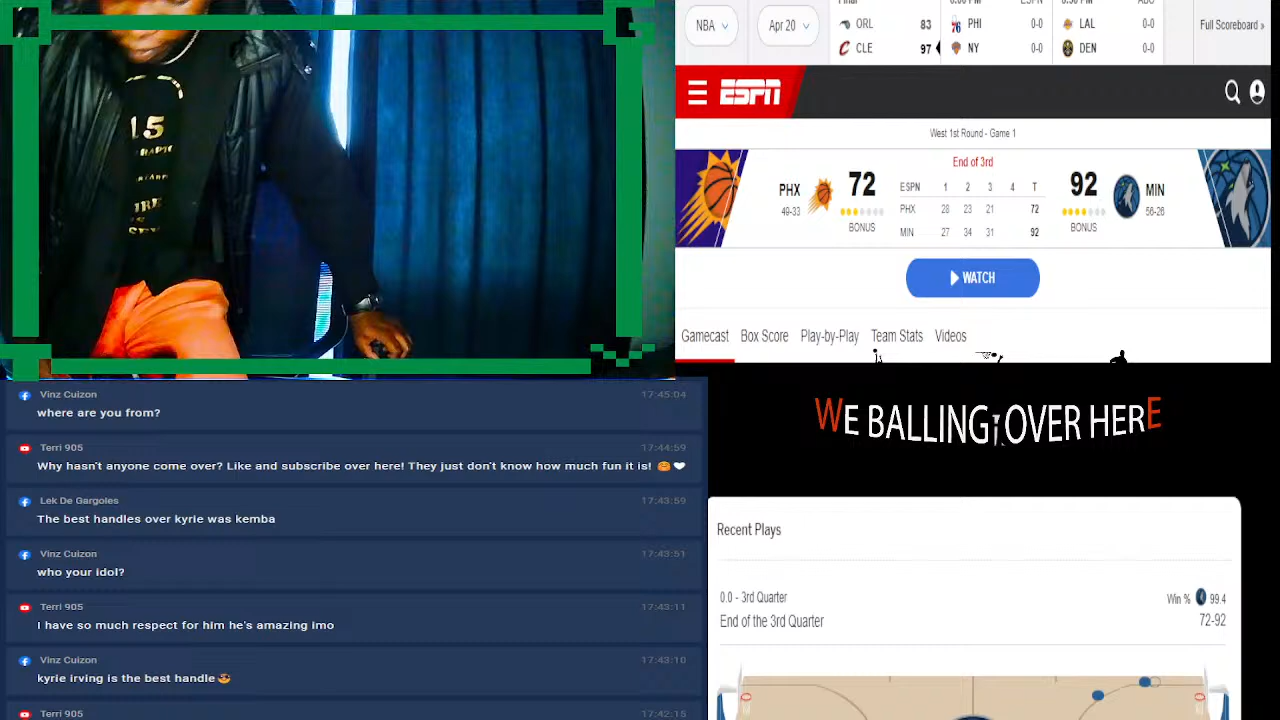 15
NBA
Apr 20
ORL 83
CLE 97
PHI 0-0
NY 0-0
LAL 0-0
DEN 0-0
Full Scoreboard »
ESPN
West 1st Round - Game 1
End of 3rd
PHX
49-33
72
BONUS
ESPN 1 2 3 4 T
PHX 28 23 21 72
MIN 27 34 31 92
92
BONUS
MIN
56-26
WATCH
Gamecast Box Score Play-by-Play Team Stats Videos
WE BALLING OVER HERE
Recent Plays
0.0 - 3rd Quarter
End of the 3rd Quarter
Win % 99.4
72-92
Vinz Cuizon 17:45:04
where are you from?
Terri 905 17:44:59
Why hasn't anyone come over? Like and subscribe over here! They just don't know how much fun it is! 🤗🤍
Lek De Gargoles 17:43:59
The best handles over kyrie was kemba
Vinz Cuizon 17:43:51
who your idol?
Terri 905 17:43:11
I have so much respect for him he's amazing imo
Vinz Cuizon 17:43:10
kyrie irving is the best handle
Terri 905 17:42:15